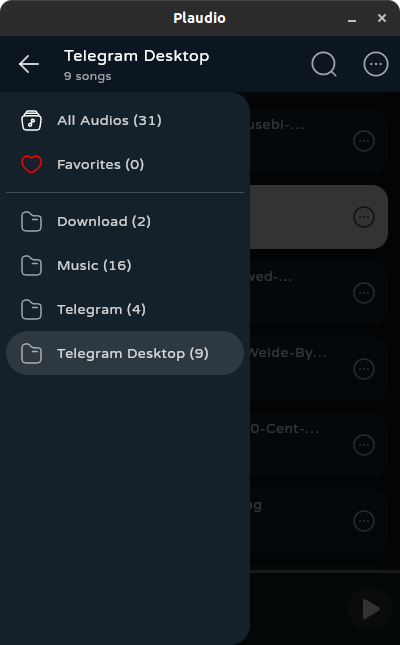 Plaudio
Telegram Desktop
9 songs
All Audios (31)
Favorites (0)
Download (2)
Music (16)
Telegram (4)
Telegram Desktop (9)
usebi-...
wed-...
Weide-By...
0-Cent-...